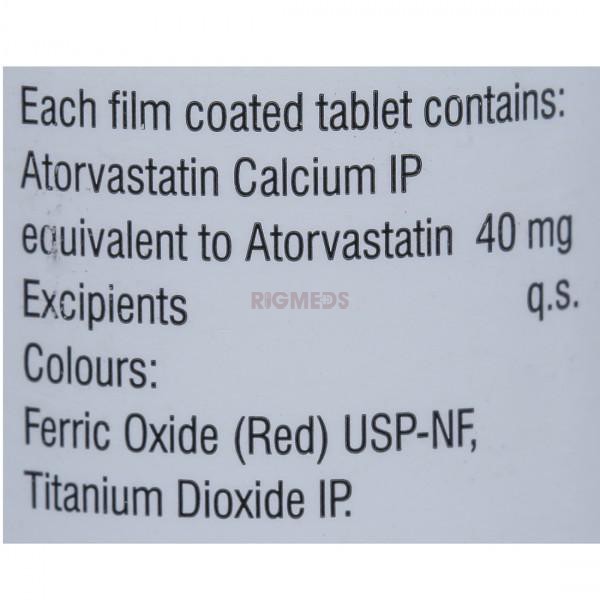 Each film coated tablet contains:
Atorvastatin Calcium IP
equivalent to Atorvastatin 40 mg
Excipients q.s.
RIGMEDS
Colours:
Ferric Oxide (Red) USP-NF,
Titanium Dioxide IP.